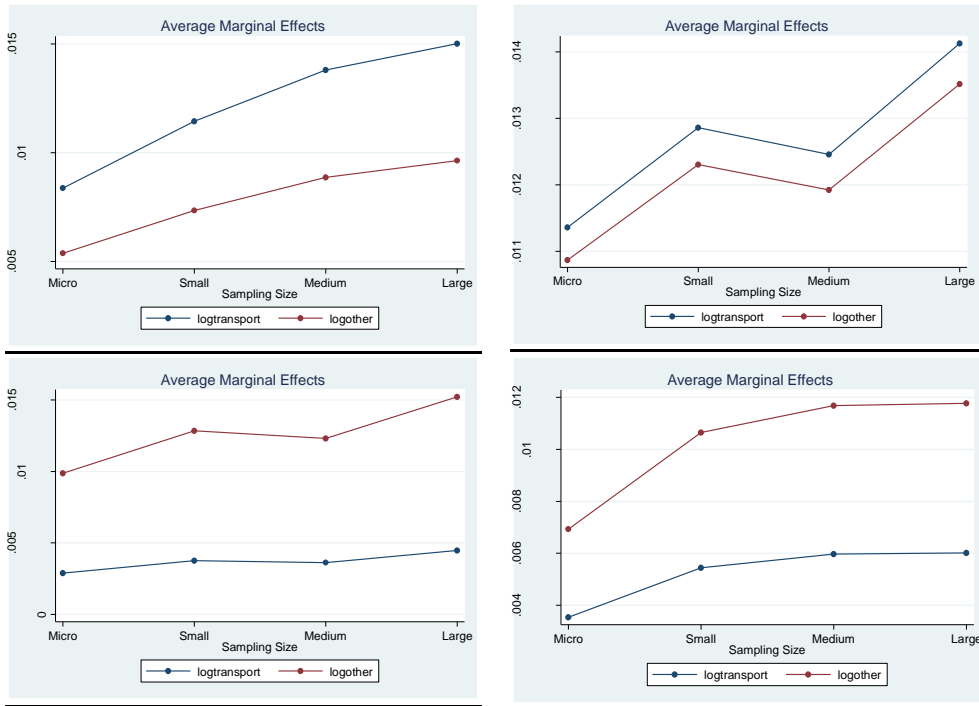 Average Marginal Effects
.015
.01
.005
Micro Small Medium Large
Sampling Size
logtransport logother
Average Marginal Effects
.014
.013
.012
.011
Micro Small Medium Large
Sampling Size
logtransport logother
Average Marginal Effects
.015
.01
.005
0
Micro Small Medium Large
Sampling Size
logtransport logother
Average Marginal Effects
.012
.01
.008
.006
.004
Micro Small Medium Large
Sampling Size
logtransport logother